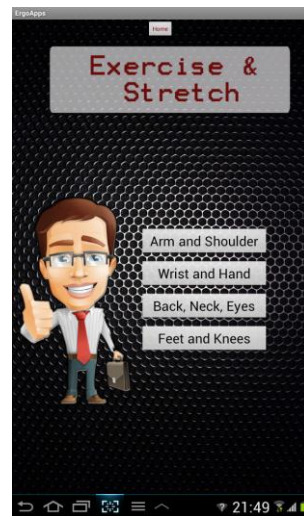 ErgoApps
Home
Exercise &
Stretch
Arm and Shoulder
Wrist and Hand
Back, Neck, Eyes
Feet and Knees
21:49